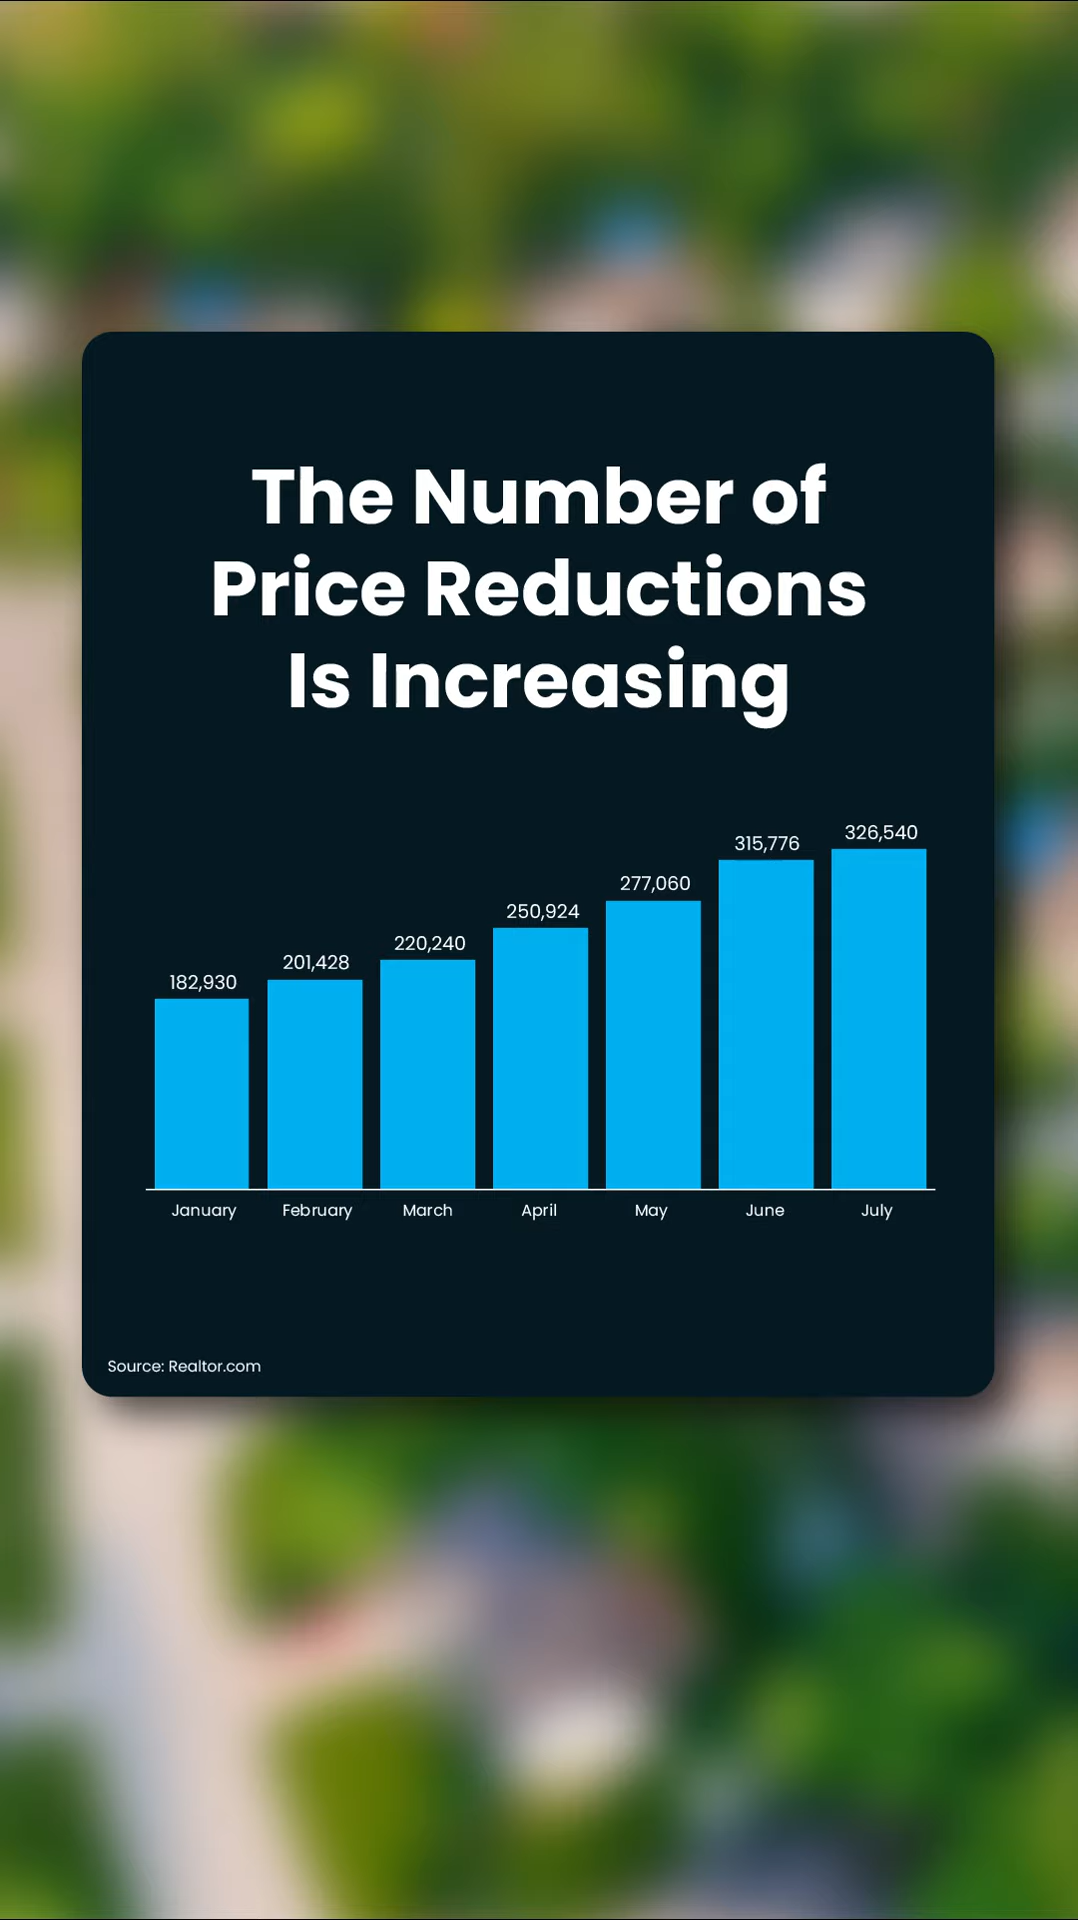 The Number of
Price Reductions
Is Increasing
182,930
201,428
220,240
250,924
277,060
315,776
326,540
January February March April May June July
Source: Realtor.com